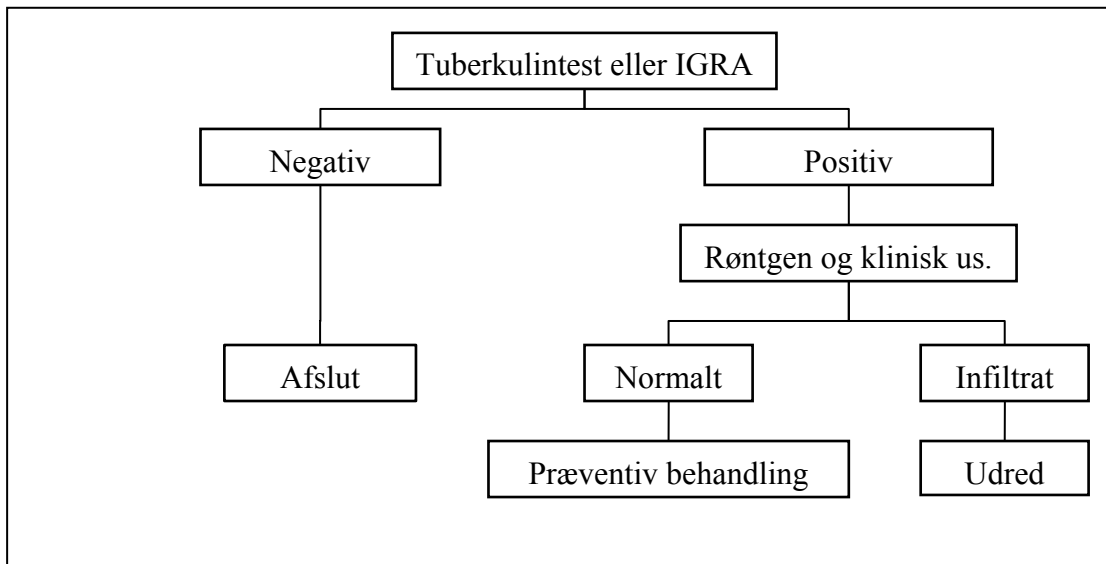 Tuberkulintest eller IGRA
Negativ
Positiv
Røntgen og klinisk us.
Afslut
Normalt
Infiltrat
Præventiv behandling
Udred